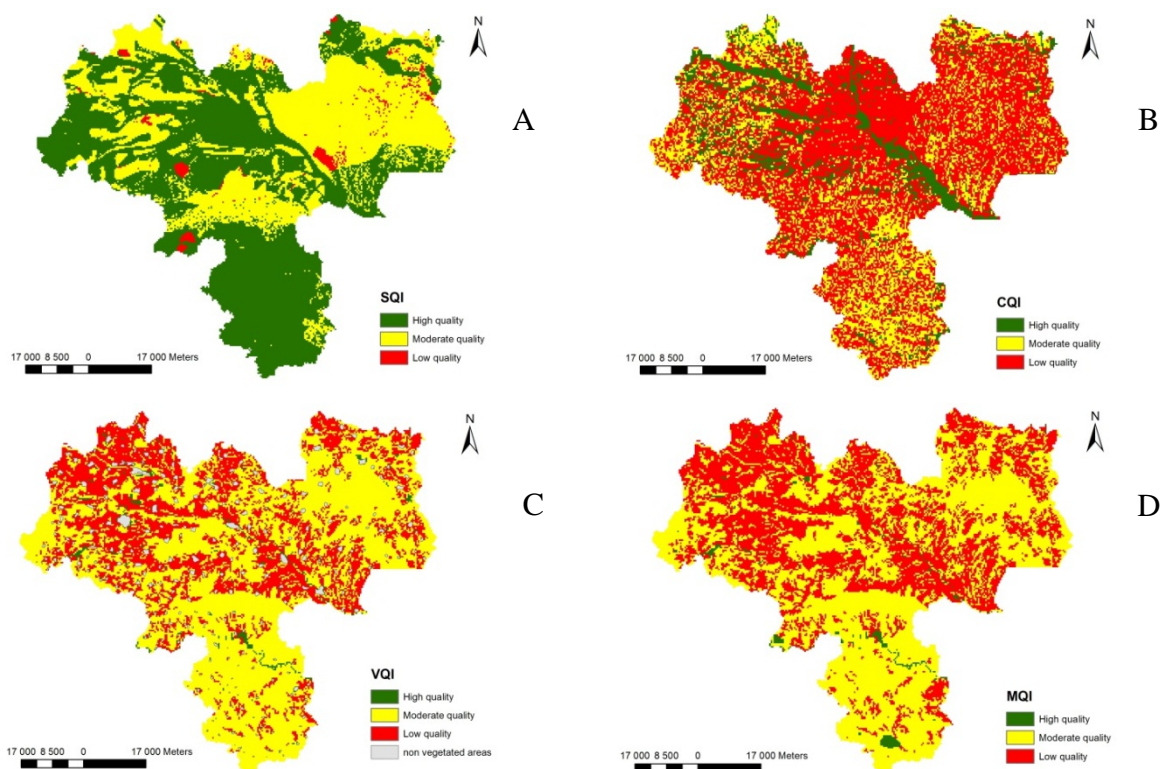 N
A
SQI
High quality
Moderate quality
Low quality
17 000 8 500 0 17 000 Meters
N
B
CQI
High quality
Moderate quality
Low quality
17 000 8 500 0 17 000 Meters
N
C
VQI
High quality
Moderate quality
Low quality
non vegetated areas
17 000 8 500 0 17 000 Meters
N
D
MQI
High quality
Moderate quality
Low quality
17 000 8 500 0 17 000 Meters